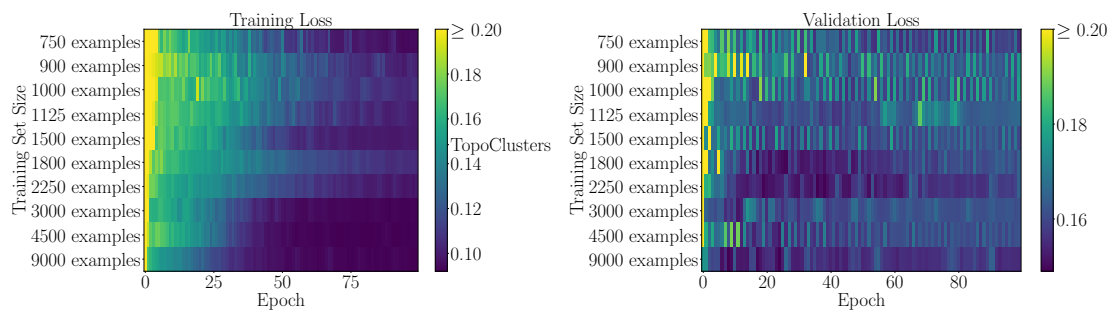 Training Loss
Training Set Size
750 examples
900 examples
1000 examples
1125 examples
1500 examples
1800 examples
2250 examples
3000 examples
4500 examples
9000 examples
0 25 50 75
Epoch
≥ 0.20
0.18
0.16
0.14
0.12
0.10
TopoClusters
Validation Loss
Training Set Size
750 examples
900 examples
1000 examples
1125 examples
1500 examples
1800 examples
2250 examples
3000 examples
4500 examples
9000 examples
0 20 40 60 80
Epoch
≥ 0.20
0.18
0.16